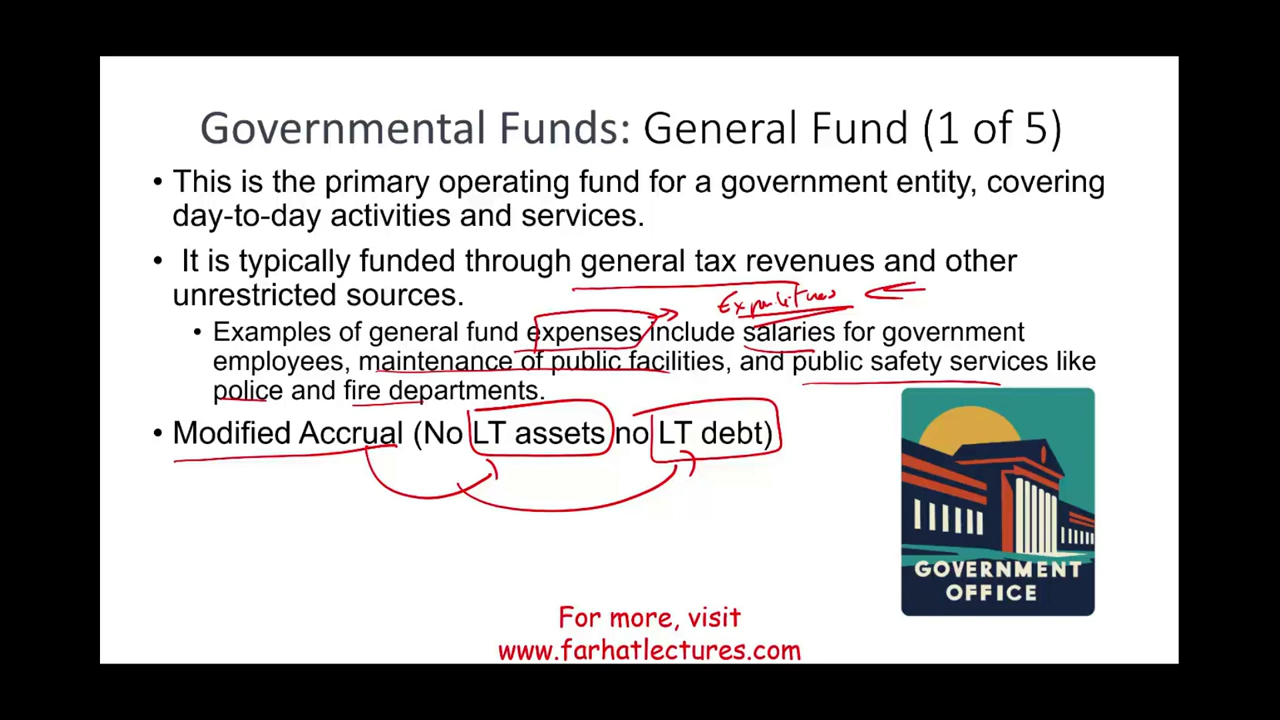 Governmental Funds: General Fund (1 of 5)
• This is the primary operating fund for a government entity, covering
day-to-day activities and services.
• It is typically funded through general tax revenues and other
unrestricted sources.
Expenditures
• Examples of general fund expenses include salaries for government
employees, maintenance of public facilities, and public safety services like
police and fire departments.
• Modified Accrual (No LT assets no LT debt)
GOVERNMENT
OFFICE
For more, visit
www.farhatlectures.com